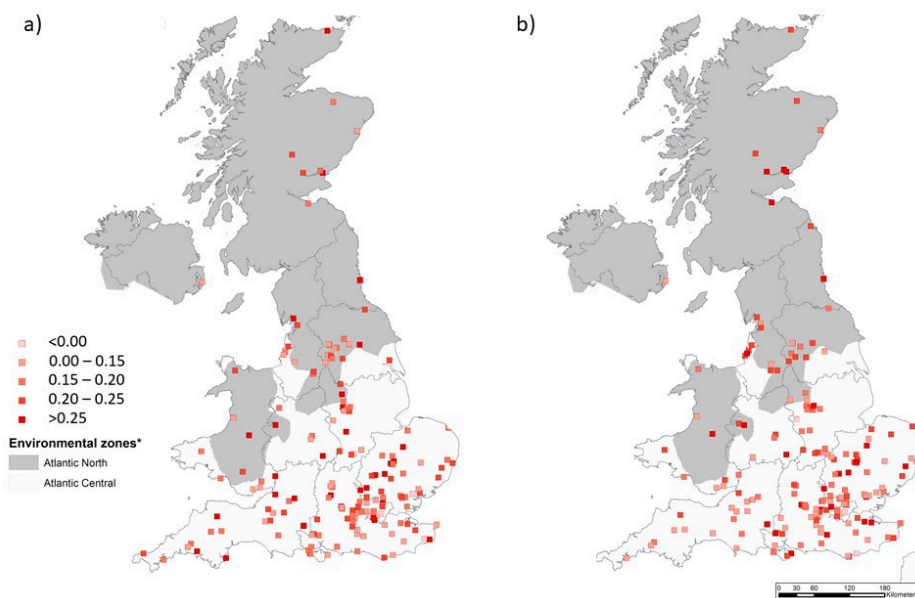 a)
b)
<0.00
0.00 – 0.15
0.15 – 0.20
0.20 – 0.25
>0.25
Environmental zones*
Atlantic North
Atlantic Central
0 30 60 120 180
Kilometer